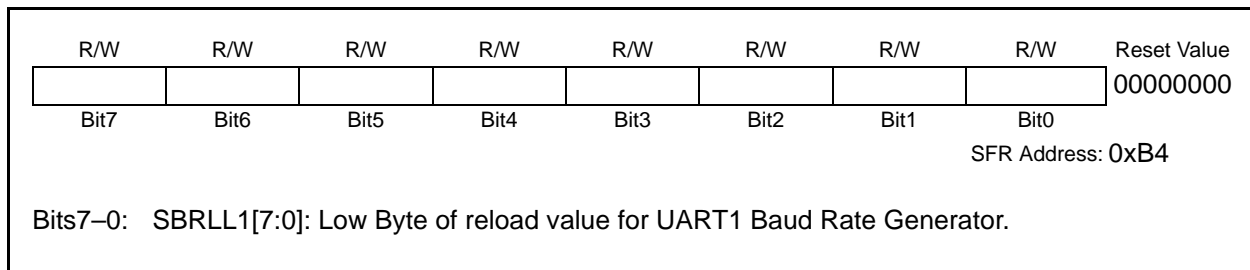 R/W R/W R/W R/W R/W R/W R/W R/W Reset Value
00000000
Bit7 Bit6 Bit5 Bit4 Bit3 Bit2 Bit1 Bit0
SFR Address: 0xB4
Bits7–0: SBRLL1[7:0]: Low Byte of reload value for UART1 Baud Rate Generator.